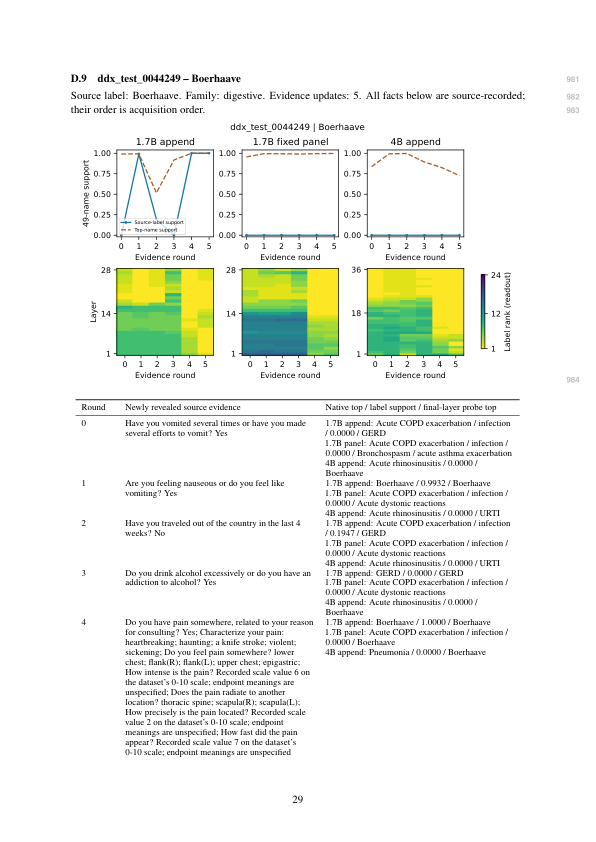 D.9 ddx_test_0044249 – Boerhaave
981
Source label: Boerhaave. Family: digestive. Evidence updates: 5. All facts below are source-recorded;
982
their order is acquisition order.
983
ddx_test_0044249 | Boerhaave
1.7B append
1.7B fixed panel
4B append
49-name support
1.00
0.75
0.50
0.25
0.00
Source-label support
Top-name support
0 1 2 3 4 5
Evidence round
1.00
0.75
0.50
0.25
0.00
0 1 2 3 4 5
Evidence round
1.00
0.75
0.50
0.25
0.00
0 1 2 3 4 5
Evidence round
Layer
28
14
1
0 1 2 3 4 5
Evidence round
28
14
1
0 1 2 3 4 5
Evidence round
36
18
1
0 1 2 3 4 5
Evidence round
24
12
1
Label rank (readout)
984
Round Newly revealed source evidence Native top / label support / final-layer probe top
0 Have you vomited several times or have you made 1.7B append: Acute COPD exacerbation / infection
several efforts to vomit? Yes / 0.0000 / GERD
1.7B panel: Acute COPD exacerbation / infection /
0.0000 / Bronchospasm / acute asthma exacerbation
4B append: Acute rhinosinusitis / 0.0000 /
Boerhaave
1 Are you feeling nauseous or do you feel like 1.7B append: Boerhaave / 0.9932 / Boerhaave
vomiting? Yes 1.7B panel: Acute COPD exacerbation / infection /
0.0000 / Acute dystonic reactions
4B append: Acute rhinosinusitis / 0.0000 / URTI
2 Have you traveled out of the country in the last 4 1.7B append: Acute COPD exacerbation / infection
weeks? No / 0.1947 / GERD
1.7B panel: Acute COPD exacerbation / infection /
0.0000 / Acute dystonic reactions
4B append: Acute rhinosinusitis / 0.0000 / URTI
3 Do you drink alcohol excessively or do you have an 1.7B append: GERD / 0.0000 / GERD
addiction to alcohol? Yes 1.7B panel: Acute COPD exacerbation / infection /
0.0000 / Acute dystonic reactions
4B append: Acute rhinosinusitis / 0.0000 /
Boerhaave
4 Do you have pain somewhere, related to your reason 1.7B append: Boerhaave / 1.0000 / Boerhaave
for consulting? Yes; Characterize your pain: 1.7B panel: Acute COPD exacerbation / infection /
heartbreaking; haunting; a knife stroke; violent; 0.0000 / Boerhaave
sickening; Do you feel pain somewhere? lower 4B append: Pneumonia / 0.0000 / Boerhaave
chest; flank(R); flank(L); upper chest; epigastric;
How intense is the pain? Recorded scale value 6 on
the dataset's 0-10 scale; endpoint meanings are
unspecified; Does the pain radiate to another
location? thoracic spine; scapula(R); scapula(L);
How precisely is the pain located? Recorded scale
value 2 on the dataset's 0-10 scale; endpoint
meanings are unspecified; How fast did the pain
appear? Recorded scale value 7 on the dataset's
0-10 scale; endpoint meanings are unspecified
29